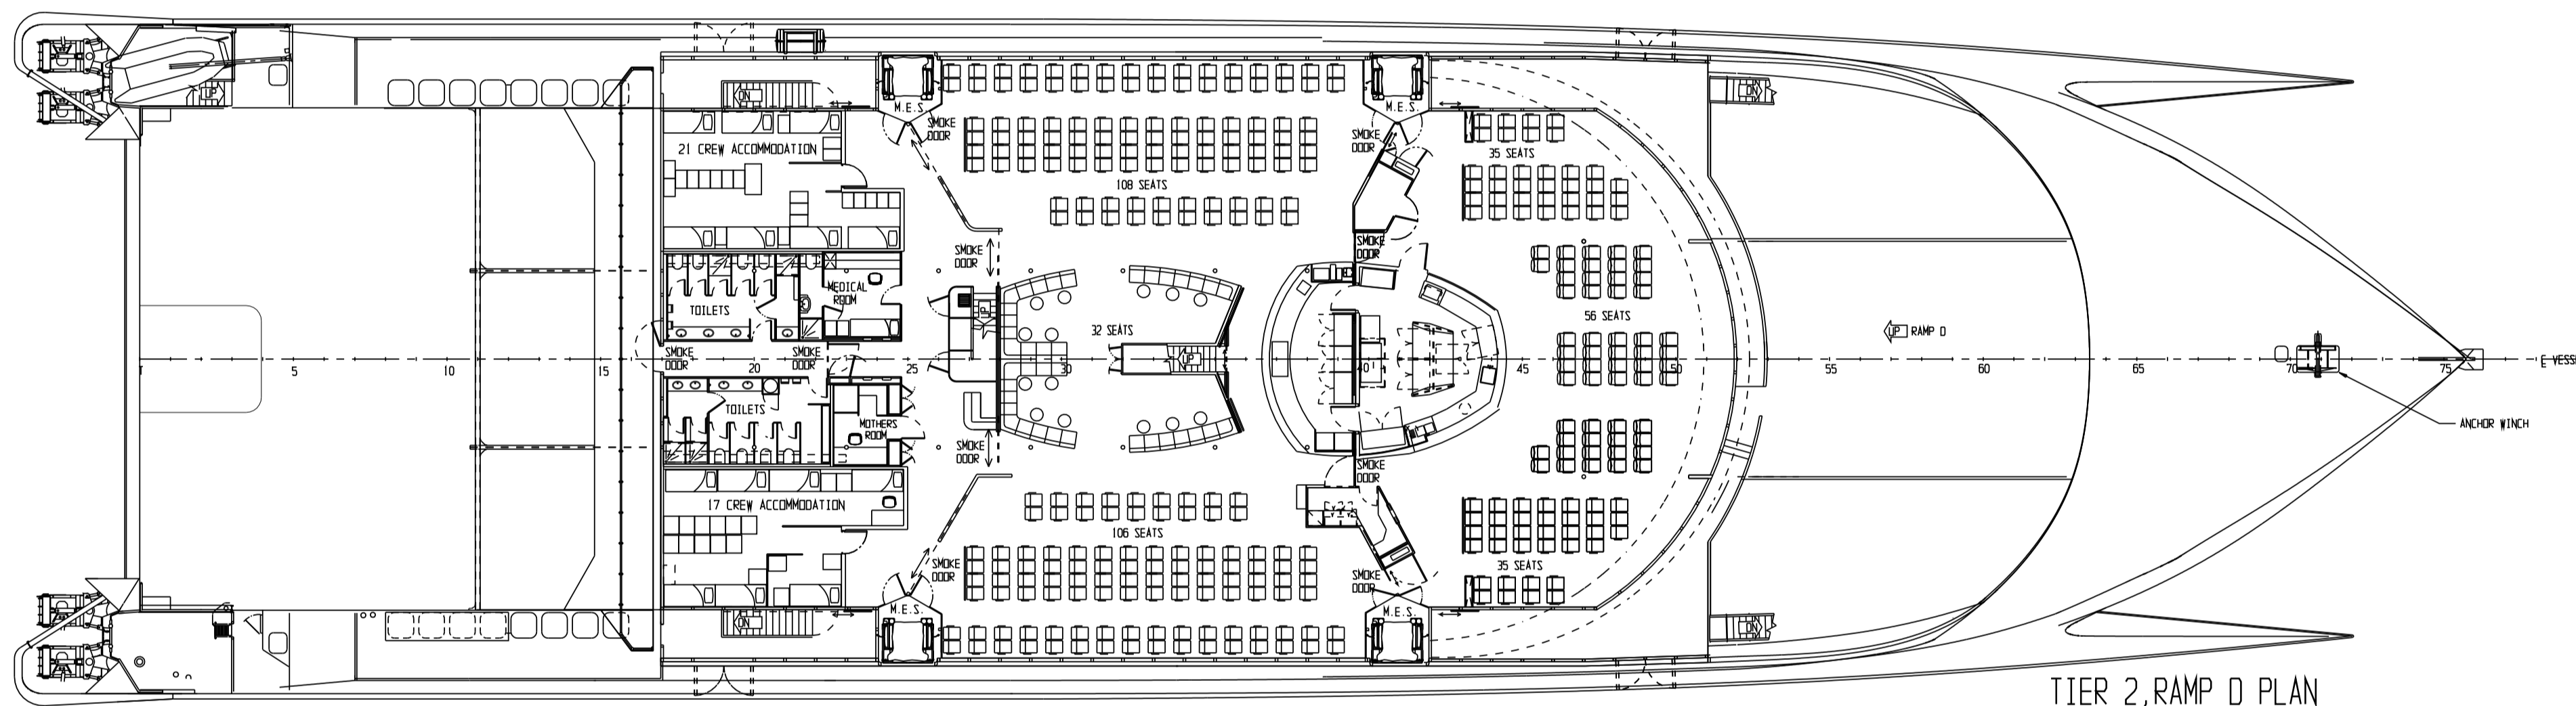 UP
DN
M.E.S.
SMOKE
DOOR
M.E.S.
SMOKE
DOOR
DN
21 CREW ACCOMMODATION
108 SEATS
35 SEATS
SMOKE
DOOR
SMOKE
DOOR
MEDICAL
ROOM
TOILETS
UP
32 SEATS
56 SEATS
UP RAMP D
SMOKE
DOOR
SMOKE
DOOR
UP
5 10 15 20 25 30 40 45 50 55 60 65 70 75
TOILETS
MOTHERS
ROOM
SMOKE
DOOR
SMOKE
DOOR
ANCHOR WINCH
17 CREW ACCOMMODATION
106 SEATS
35 SEATS
SMOKE
DOOR
SMOKE
DOOR
DN
M.E.S.
M.E.S.
DN
TIER 2,RAMP D PLAN